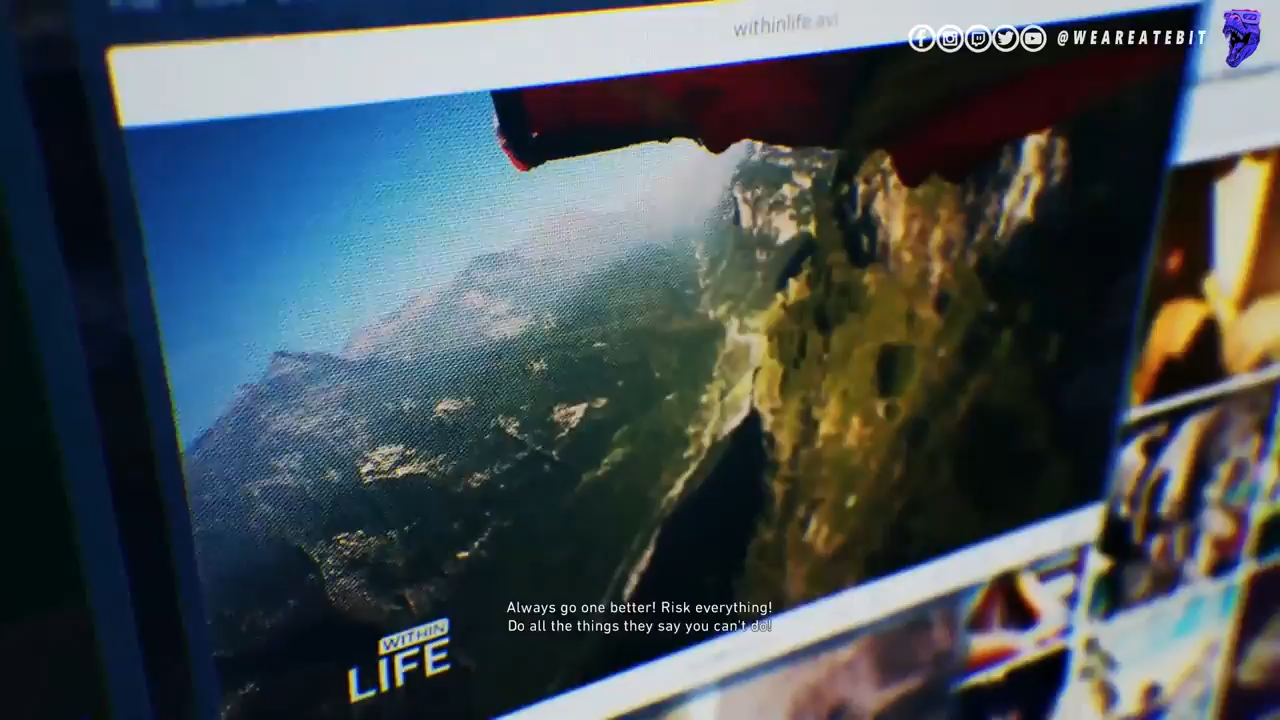 withinlife.avi
@WEAREATEBIT
WITHIN
LIFE
Always go one better! Risk everything!
Do all the things they say you can't do!